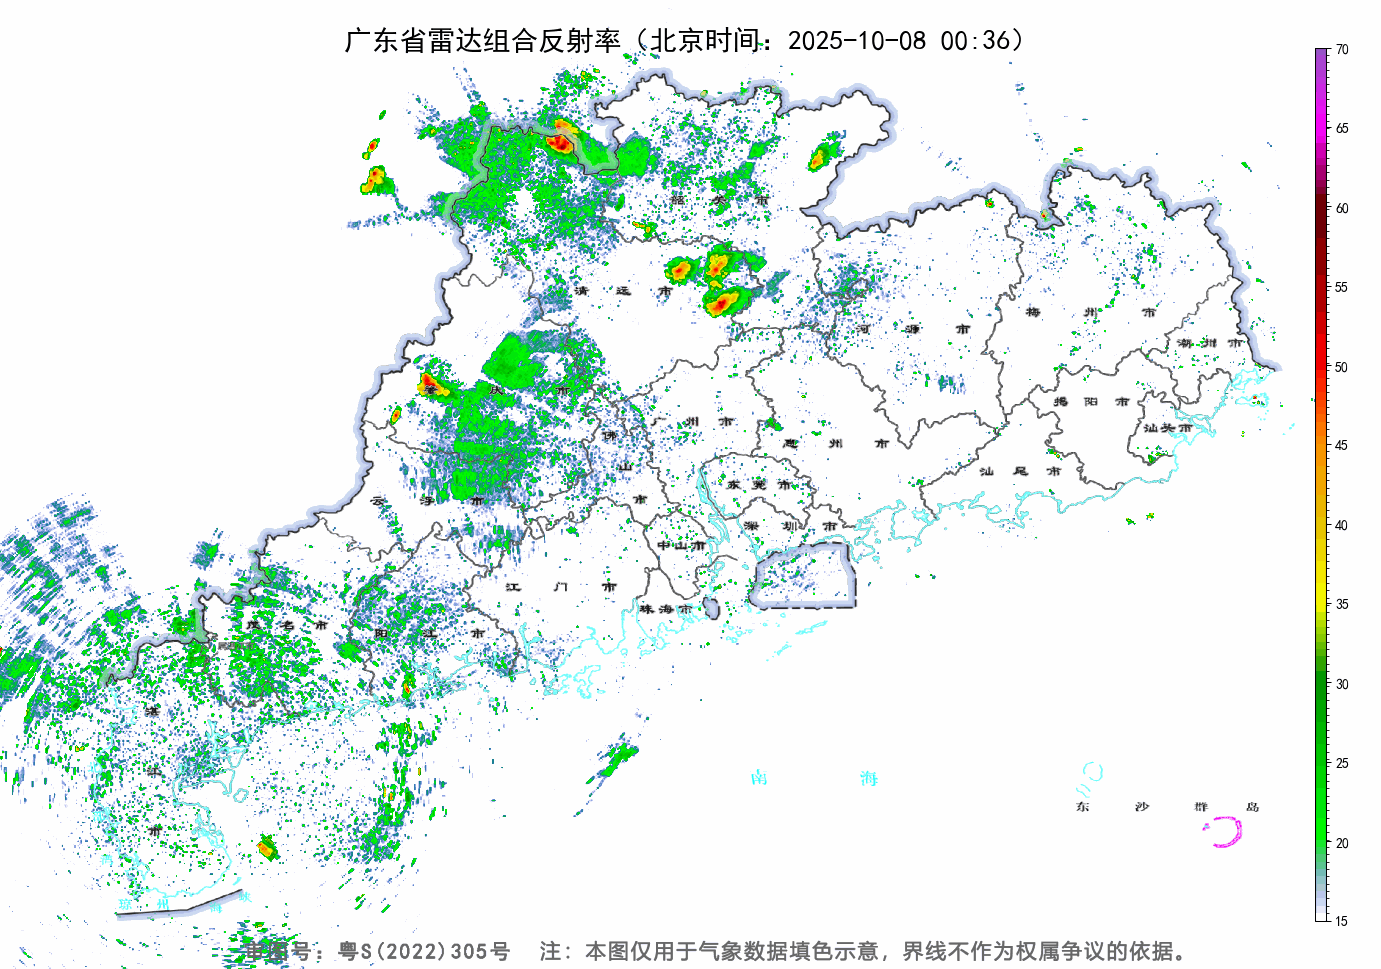 广东省雷达组合反射率（北京时间：2025-10-08 00:36）
70
65
60
55
50
45
40
35
30
25
20
15
韶关市
清远市
河源市
梅州市
潮州市
肇庆市
揭阳市
汕头市
广州市
惠州市
佛山市
汕尾市
东莞市
云浮市
深圳市
中山市
江门市
珠海市
茂名市
阳江市
湛江市
南海
东沙群岛
琼州海峡
审图号：粤S(2022)305号 注：本图仅用于气象数据填色示意，界线不作为权属争议的依据。